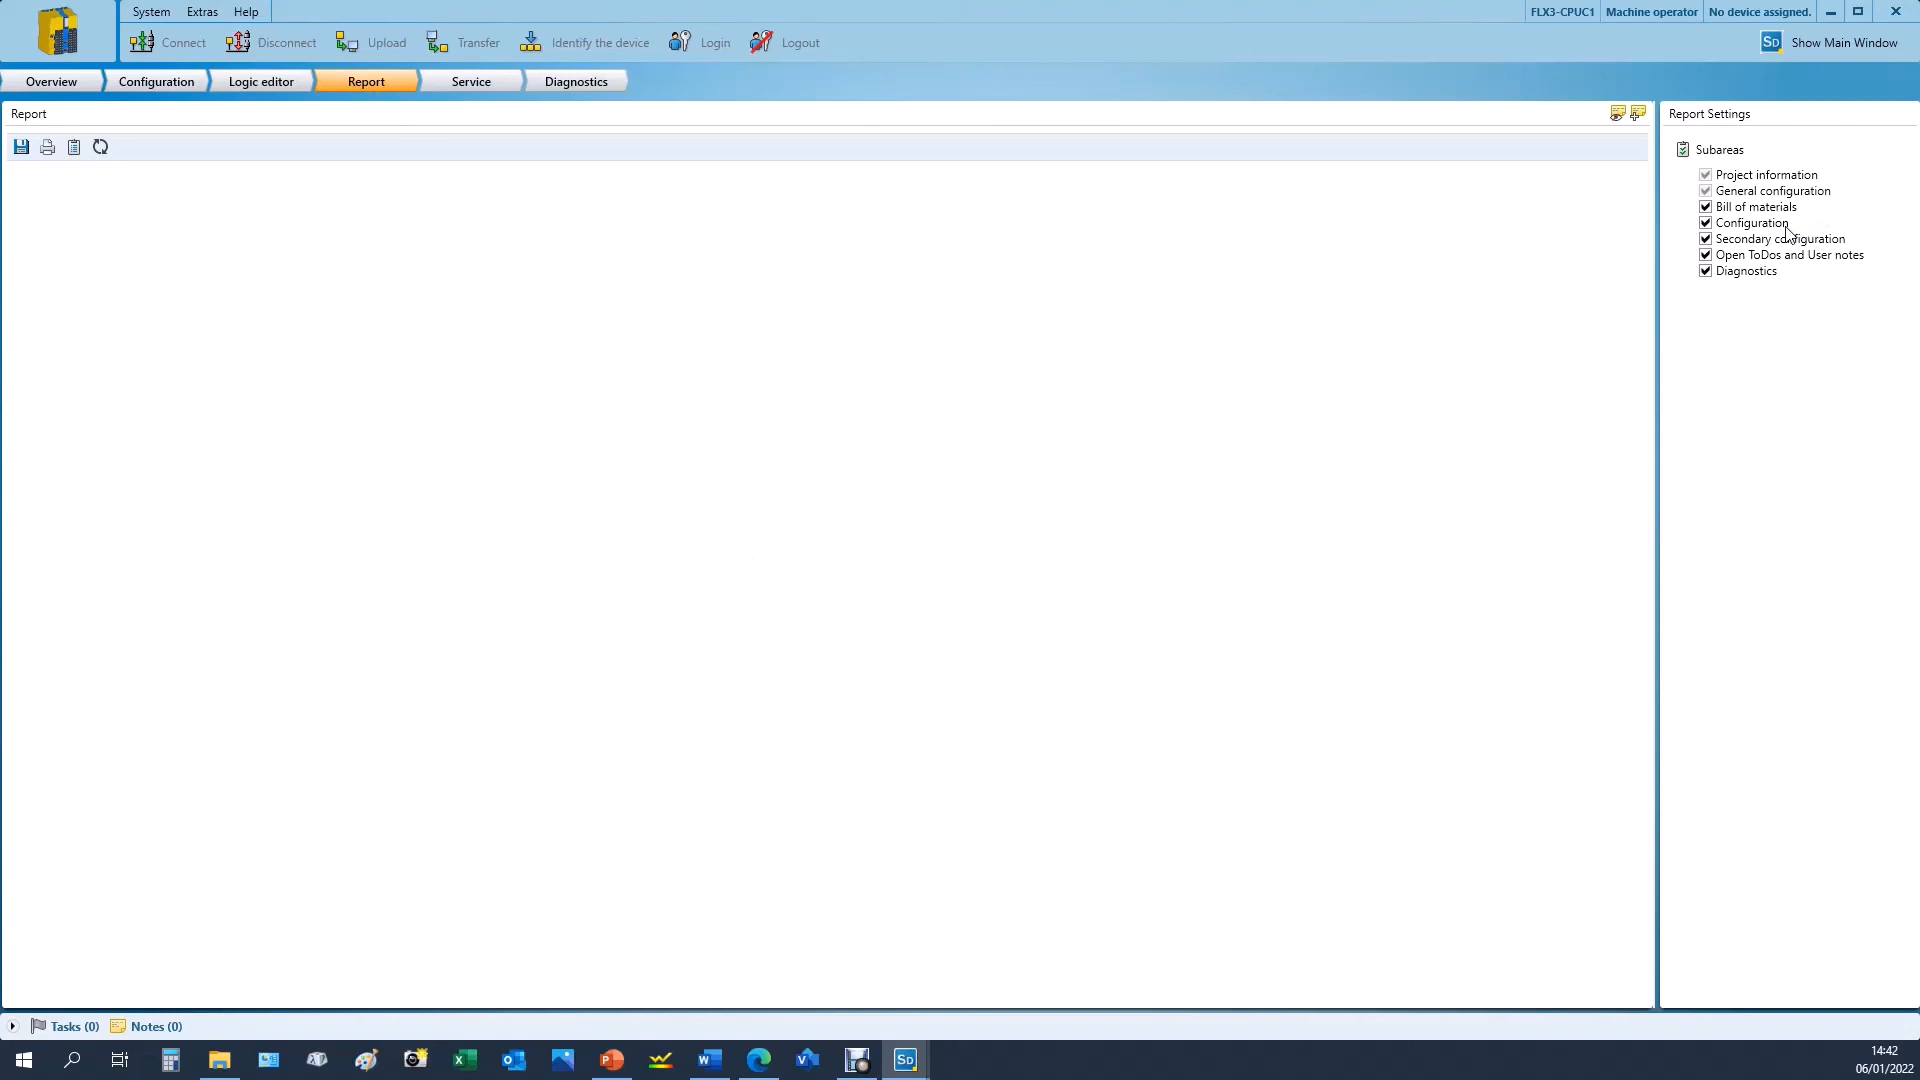 System Extras Help
FLX3-CPUC1 Machine operator No device assigned.
Connect Disconnect Upload Transfer Identify the device Login Logout
SD Show Main Window
Overview Configuration Logic editor Report Service Diagnostics
Report
Report Settings
Subareas
Project information
General configuration
Bill of materials
Configuration
Secondary configuration
Open ToDos and User notes
Diagnostics
Tasks (0) Notes (0)
14:42
06/01/2022